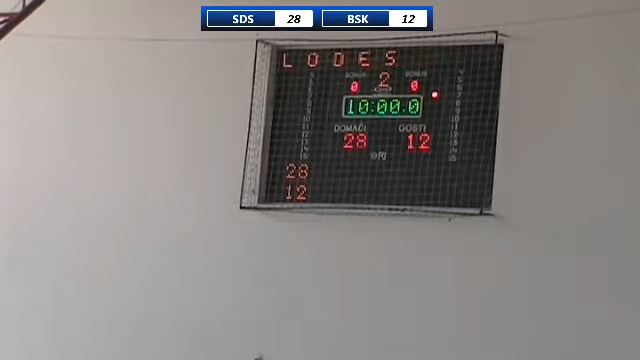 SDS 28 BSK 12
LODES
BONUS 2 BONUS
0 0
10:00.0
DOMAĆI GOSTI
28 12
28
12